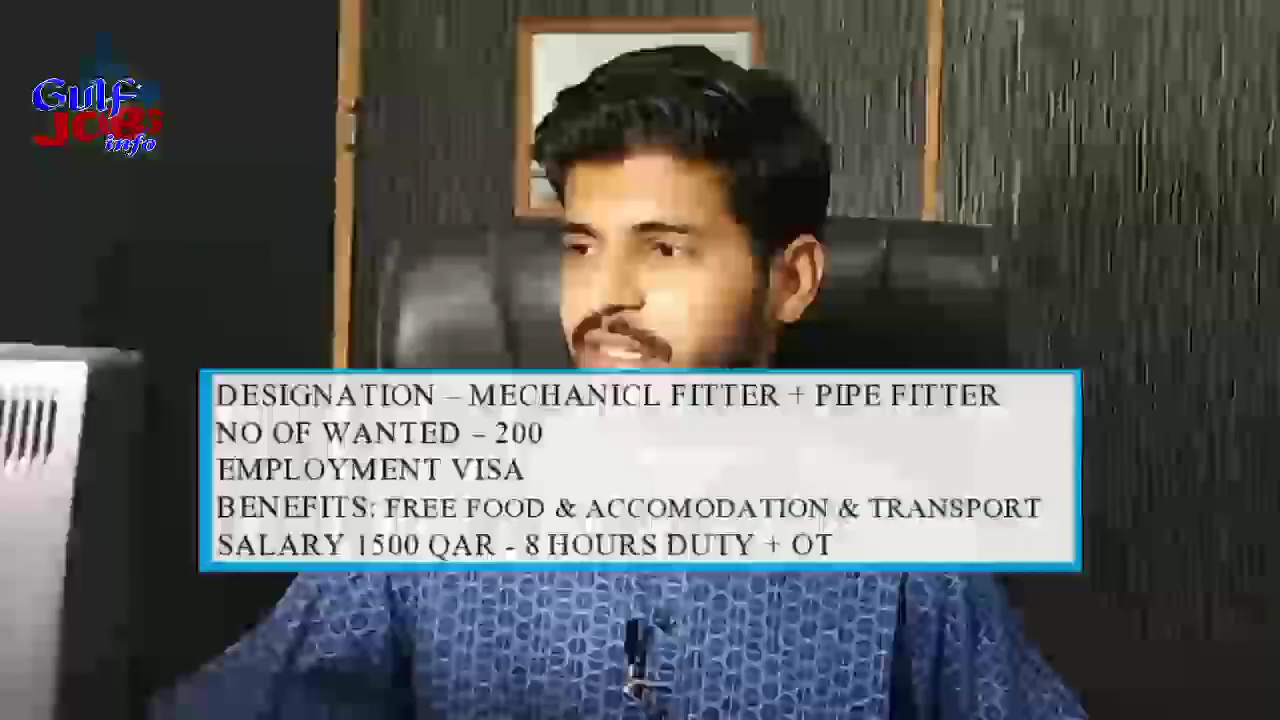 Gulf
JOBS
info
DESIGNATION – MECHANICL FITTER + PIPE FITTER
NO OF WANTED – 200
EMPLOYMENT VISA
BENEFITS: FREE FOOD & ACCOMODATION & TRANSPORT
SALARY 1500 QAR - 8 HOURS DUTY + OT